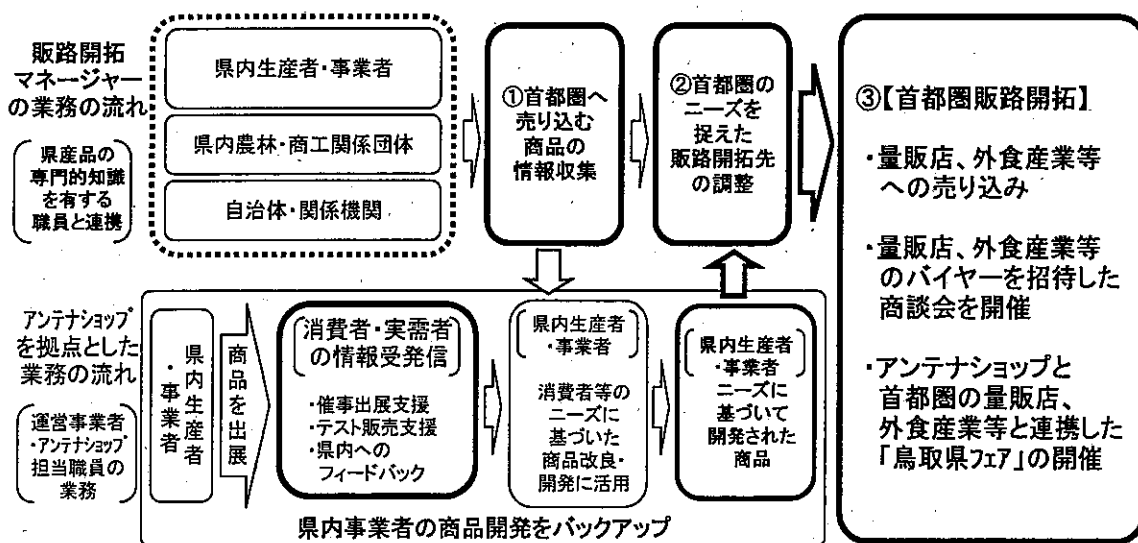 販路開拓
マネージャー
の業務の流れ
県産品の
専門的知識
を有する
職員と連携
県内生産者・事業者
県内農林・商工関係団体
自治体・関係機関
①首都圏へ
売り込む
商品の
情報収集
②首都圏の
ニーズを
捉えた
販路開拓先
の調整
③【首都圏販路開拓】
・量販店、外食産業等
への売り込み
・量販店、外食産業等
のバイヤーを招待した
商談会を開催
・アンテナショップと
首都圏の量販店、
外食産業等と連携した
「鳥取県フェア」の開催
アンテナショップ
を拠点とした
業務の流れ
運営事業者
・アンテナショップ
担当職員の
業務
県内生産者
・事業者
商品を出展
消費者・実需者
の情報受発信
・催事出展支援
・テスト販売支援
・県内への
フィードバック
県内生産者
・事業者
消費者等の
ニーズに
基づいた
商品改良・
開発に活用
県内生産者
・事業者
ニーズに
基づいて
開発された
商品
県内事業者の商品開発をバックアップ